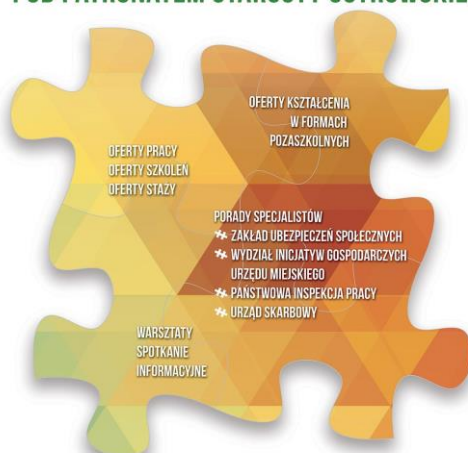 POD PATRONATEM STAROSTY OSTROWSKIE
OFERTY KSZTAŁCENIA
W FORMACH
POZASZKOLNYCH
OFERTY PRACY
OFERTY SZKOLEŃ
OFERTY STAŻY
PORADY SPECJALISTÓW
ZAKŁAD UBEZPIECZEŃ SPOŁECZNYCH
WYDZIAŁ INICJATYW GOSPODARCZYCH
URZĘDU MIEJSKIEGO
PAŃSTWOWA INSPEKCJA PRACY
URZĄD SKARBOWY
WARSZTATY
SPOTKANIE
INFORMACYJNE